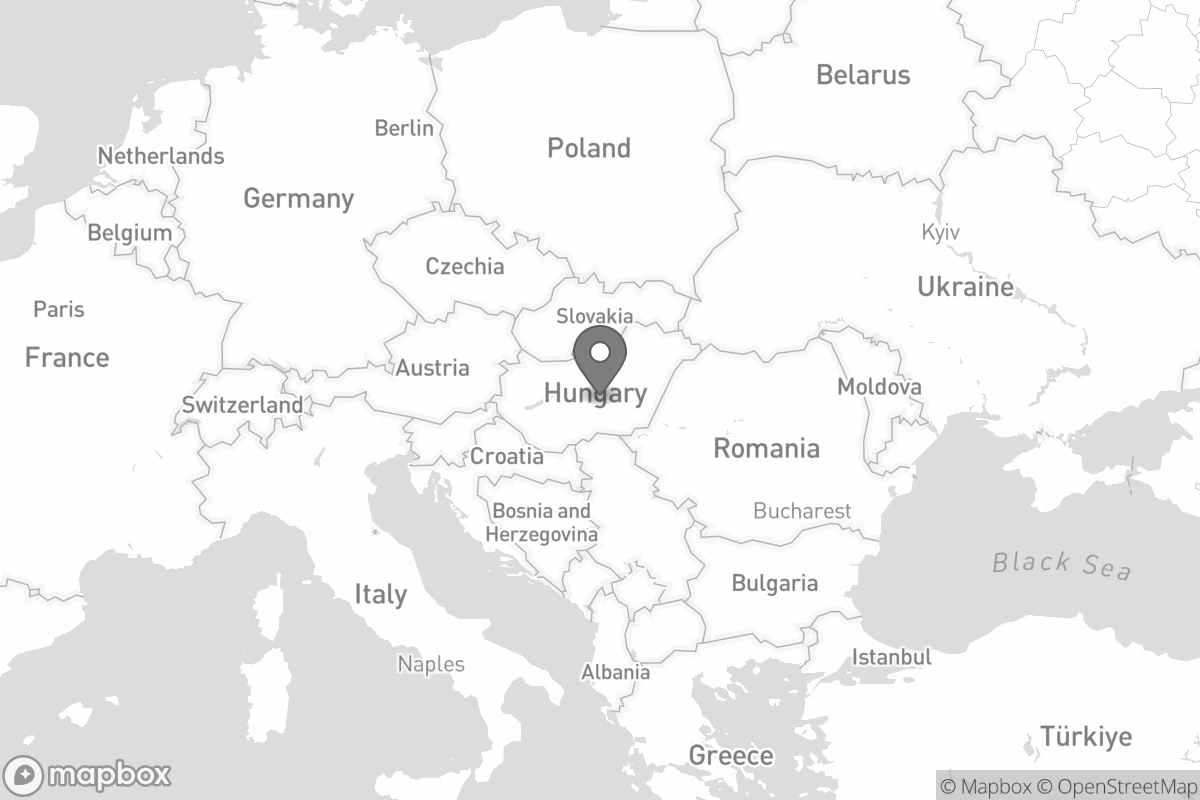 Belarus
Berlin
Poland
Netherlands
Germany
Belgium
Kyiv
Czechia
Ukraine
Paris
Slovakia
France
Austria
Hungary
Moldova
Switzerland
Croatia
Romania
Bosnia and
Herzegovina
Bucharest
Black Sea
Bulgaria
Italy
Istanbul
Naples
Albania
Türkiye
Greece
mapbox
© Mapbox © OpenStreetMap